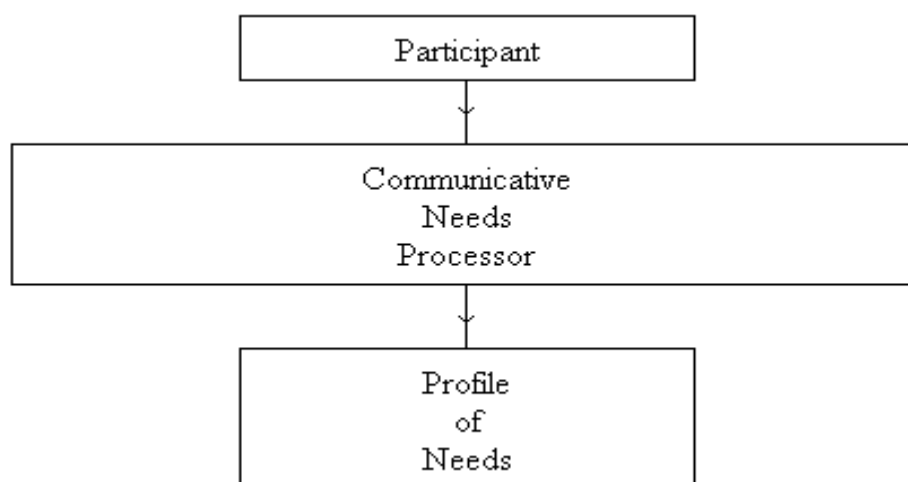 Participant
Communicative
Needs
Processor
Profile
of
Needs